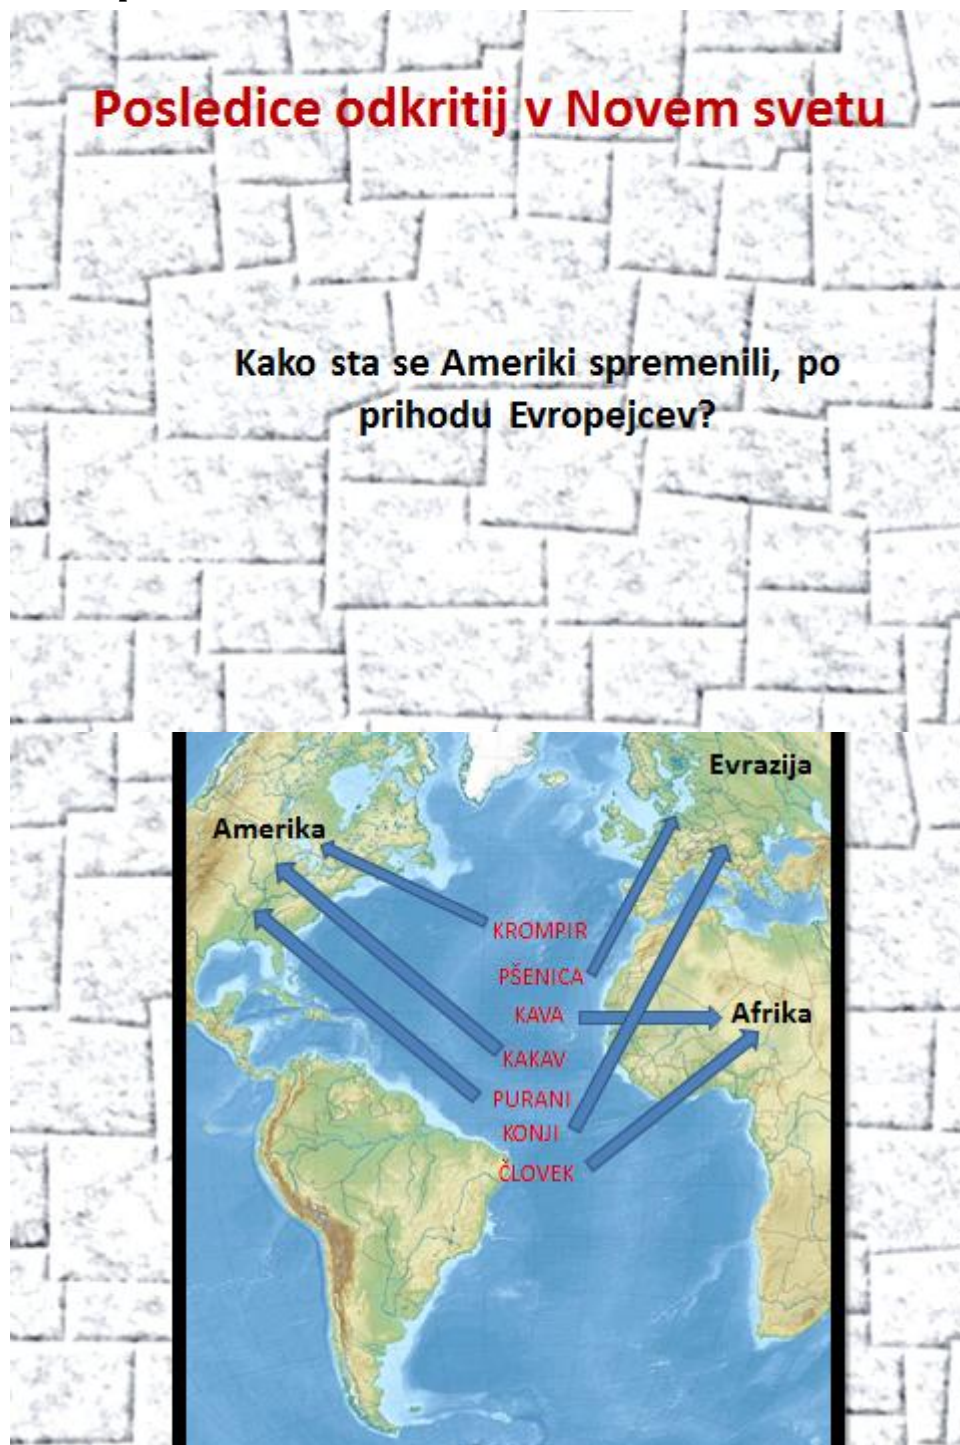 Posledice odkritij v Novem svetu
Kako sta se Ameriki spremenili, po
prihodu Evropejcev?
Evrazija
Amerika
KROMPIR
PŠENICA
KAVA
Afrika
KAKAV
PURANI
KONJI
ČLOVEK